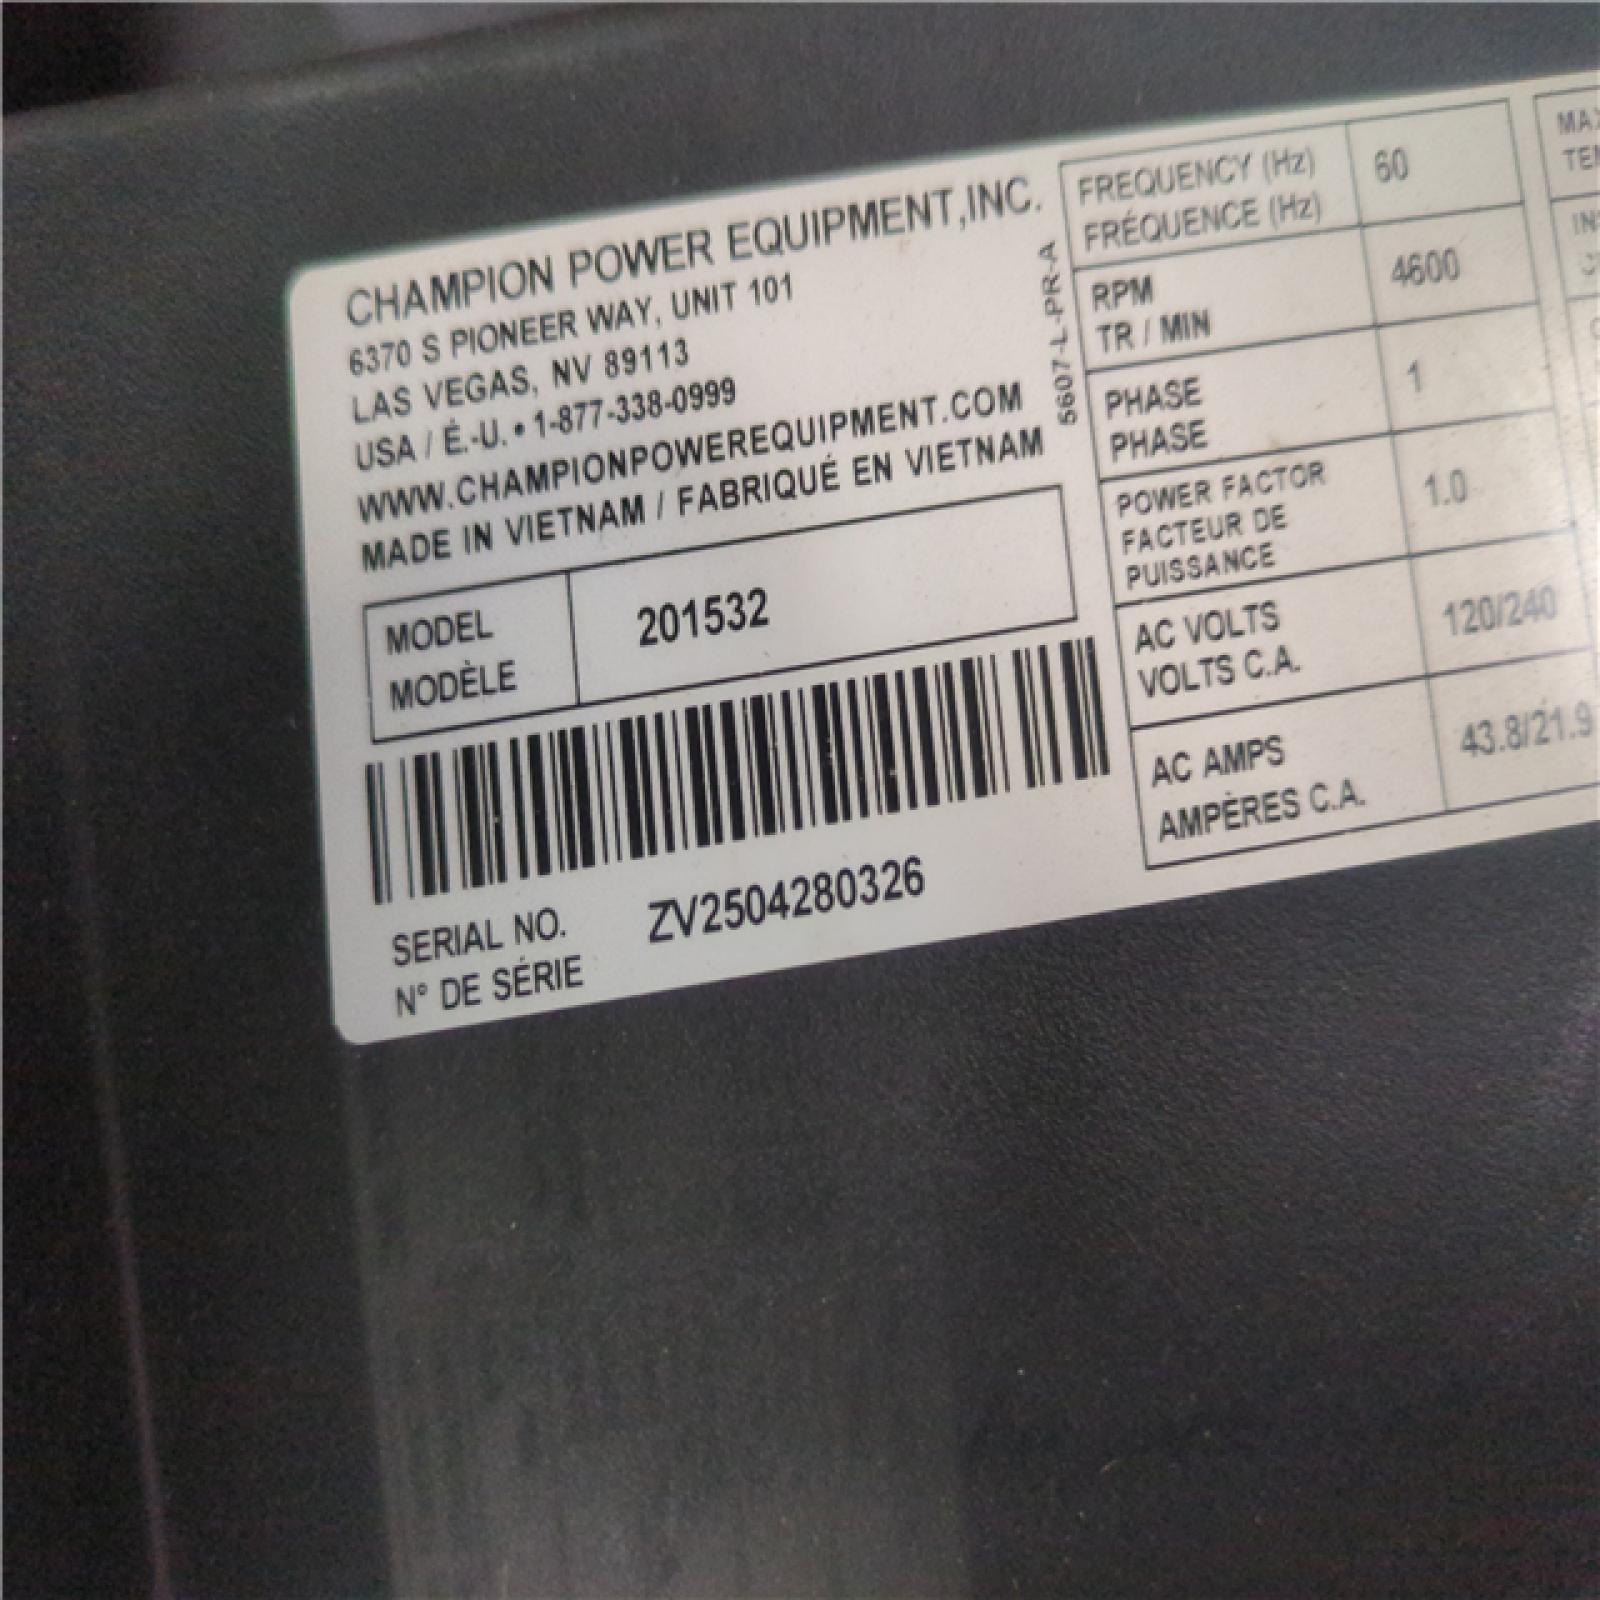 CHAMPION POWER EQUIPMENT,INC.
6370 S PIONEER WAY, UNIT 101
LAS VEGAS, NV 89113
USA / É.-U. • 1-877-338-0999
WWW.CHAMPIONPOWEREQUIPMENT.COM
MADE IN VIETNAM / FABRIQUÉ EN VIETNAM
5607-L-PR-A
MODEL 201532
MODÈLE
SERIAL NO. ZV2504280326
N° DE SÉRIE
FREQUENCY (Hz) 60
FRÉQUENCE (Hz)
RPM 4600
TR / MIN
PHASE 1
PHASE
POWER FACTOR 1.0
FACTEUR DE
PUISSANCE
AC VOLTS 120/240
VOLTS C.A.
AC AMPS 43.8/21.9
AMPÈRES C.A.